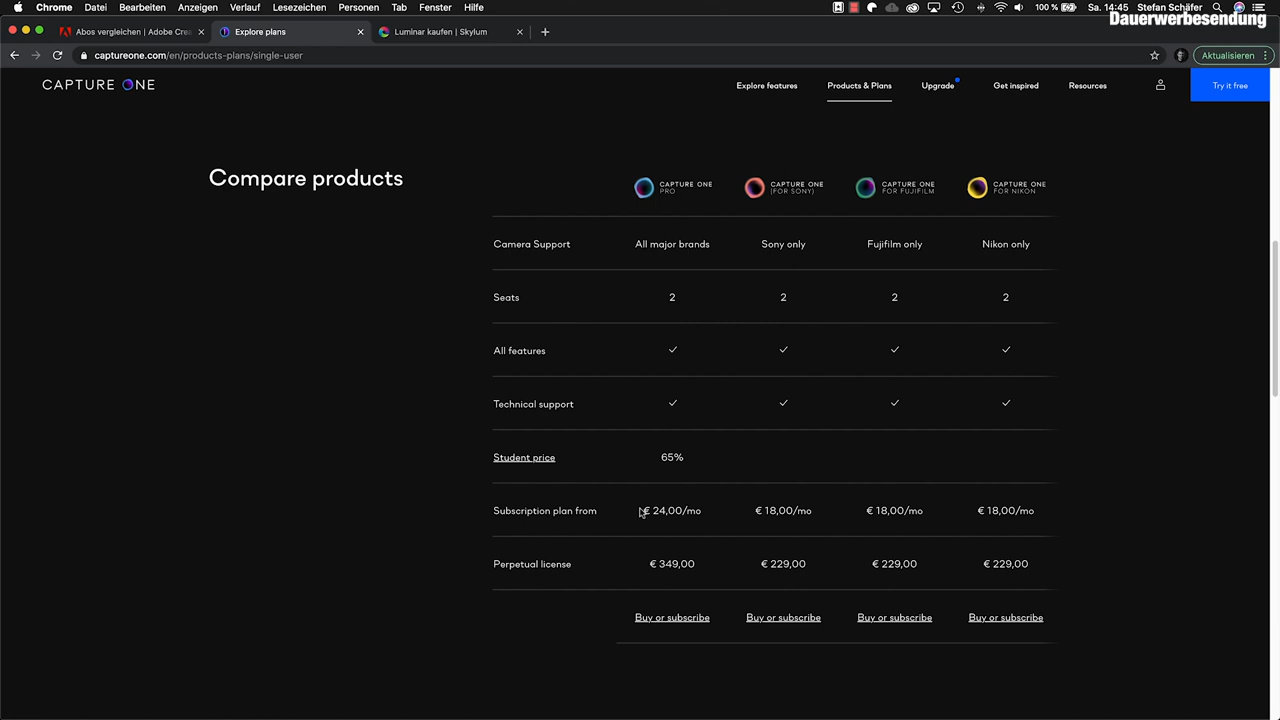 Chrome Datei Bearbeiten Anzeigen Verlauf Lesezeichen Personen Tab Fenster Hilfe 100 % Sa. 14:45 Stefan Schäfer
Dauerwerbesendung
Abos vergleichen | Adobe Crea Explore plans Luminar kaufen | Skylum
captureone.com/en/products-plans/single-user Aktualisieren
CAPTURE ONE Explore features Products & Plans Upgrade Get inspired Resources Try it free
Compare products
CAPTURE ONE PRO CAPTURE ONE (FOR SONY) CAPTURE ONE FOR FUJIFILM CAPTURE ONE FOR NIKON
Camera Support All major brands Sony only Fujifilm only Nikon only
Seats 2 2 2 2
All features
Technical support
Student price 65%
Subscription plan from € 24,00/mo € 18,00/mo € 18,00/mo € 18,00/mo
Perpetual license € 349,00 € 229,00 € 229,00 € 229,00
Buy or subscribe Buy or subscribe Buy or subscribe Buy or subscribe